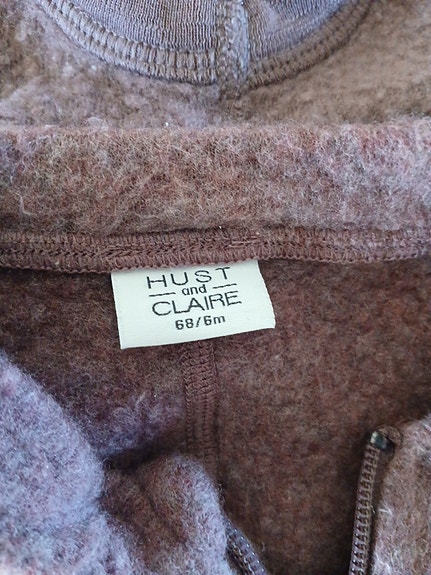 HUST
and
CLAIRE
68/6m